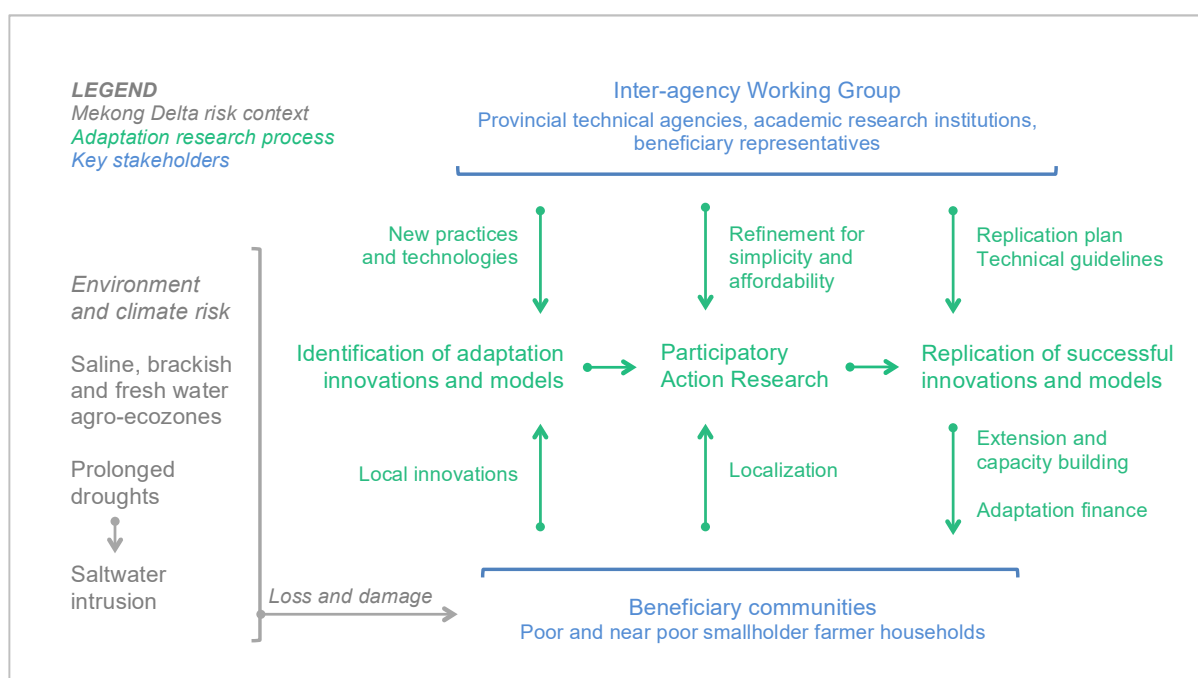 LEGEND
Mekong Delta risk context
Adaptation research process
Key stakeholders
Inter-agency Working Group
Provincial technical agencies, academic research institutions,
beneficiary representatives
New practices
and technologies
Refinement for
simplicity and
affordability
Replication plan
Technical guidelines
Environment
and climate risk
Saline, brackish
and fresh water
agro-ecozones
Prolonged
droughts
Saltwater
intrusion
Identification of adaptation
innovations and models
Participatory
Action Research
Replication of successful
innovations and models
Local innovations
Localization
Extension and
capacity building
Adaptation finance
Loss and damage
Beneficiary communities
Poor and near poor smallholder farmer households